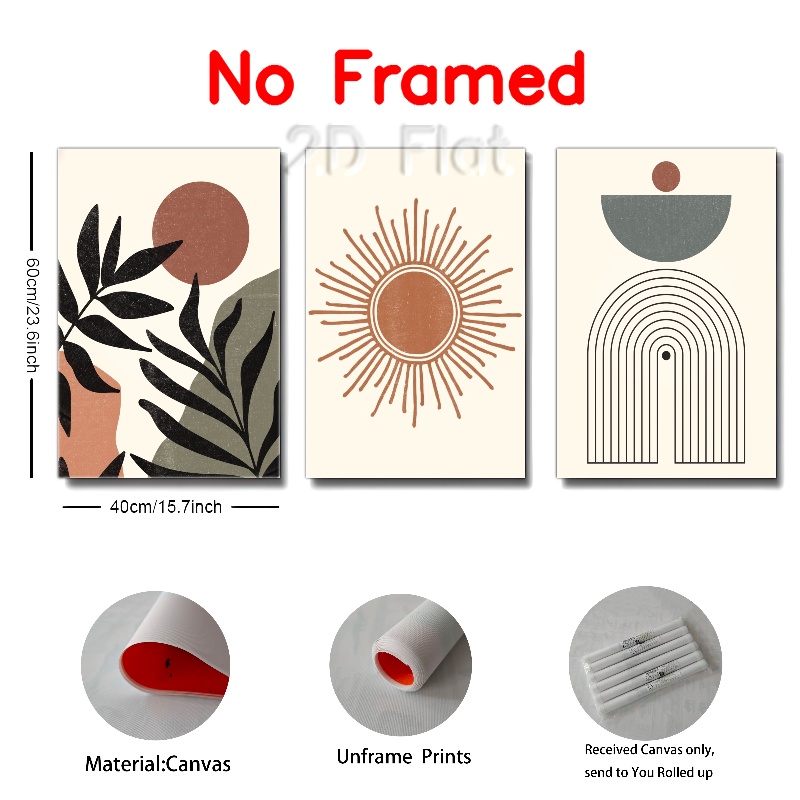 No Framed
2D Flat
60cm/23.6inch
40cm/15.7inch
Material:Canvas
Unframe Prints
Received Canvas only,
send to You Rolled up